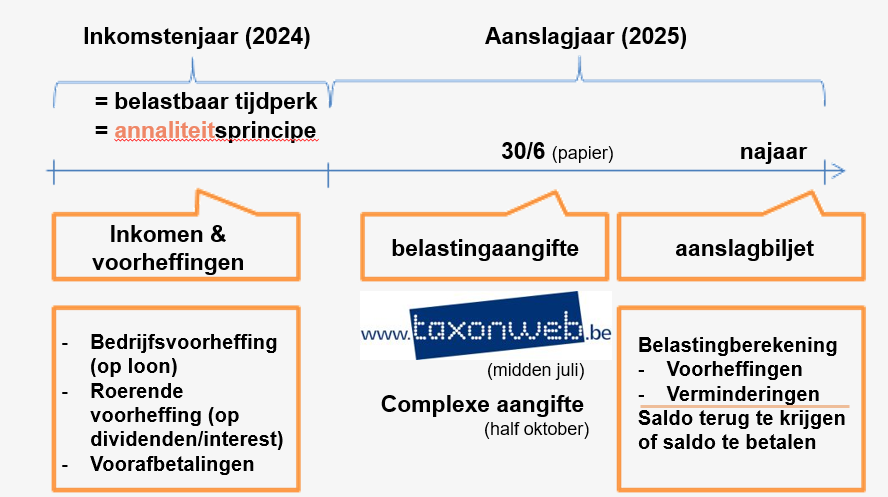 Inkomstenjaar (2024)
Aanslagjaar (2025)
= belastbaar tijdperk
= annaliteitsprincipe
30/6 (papier)
najaar
Inkomen &
voorheffingen
belastingaangifte
aanslagbiljet
- Bedrijfsvoorheffing
(op loon)
- Roerende
voorheffing (op
dividenden/interest)
- Voorafbetalingen
www.taxonweb.be
(midden juli)
Complexe aangifte
(half oktober)
Belastingberekening
- Voorheffingen
- Verminderingen
Saldo terug te krijgen
of saldo te betalen